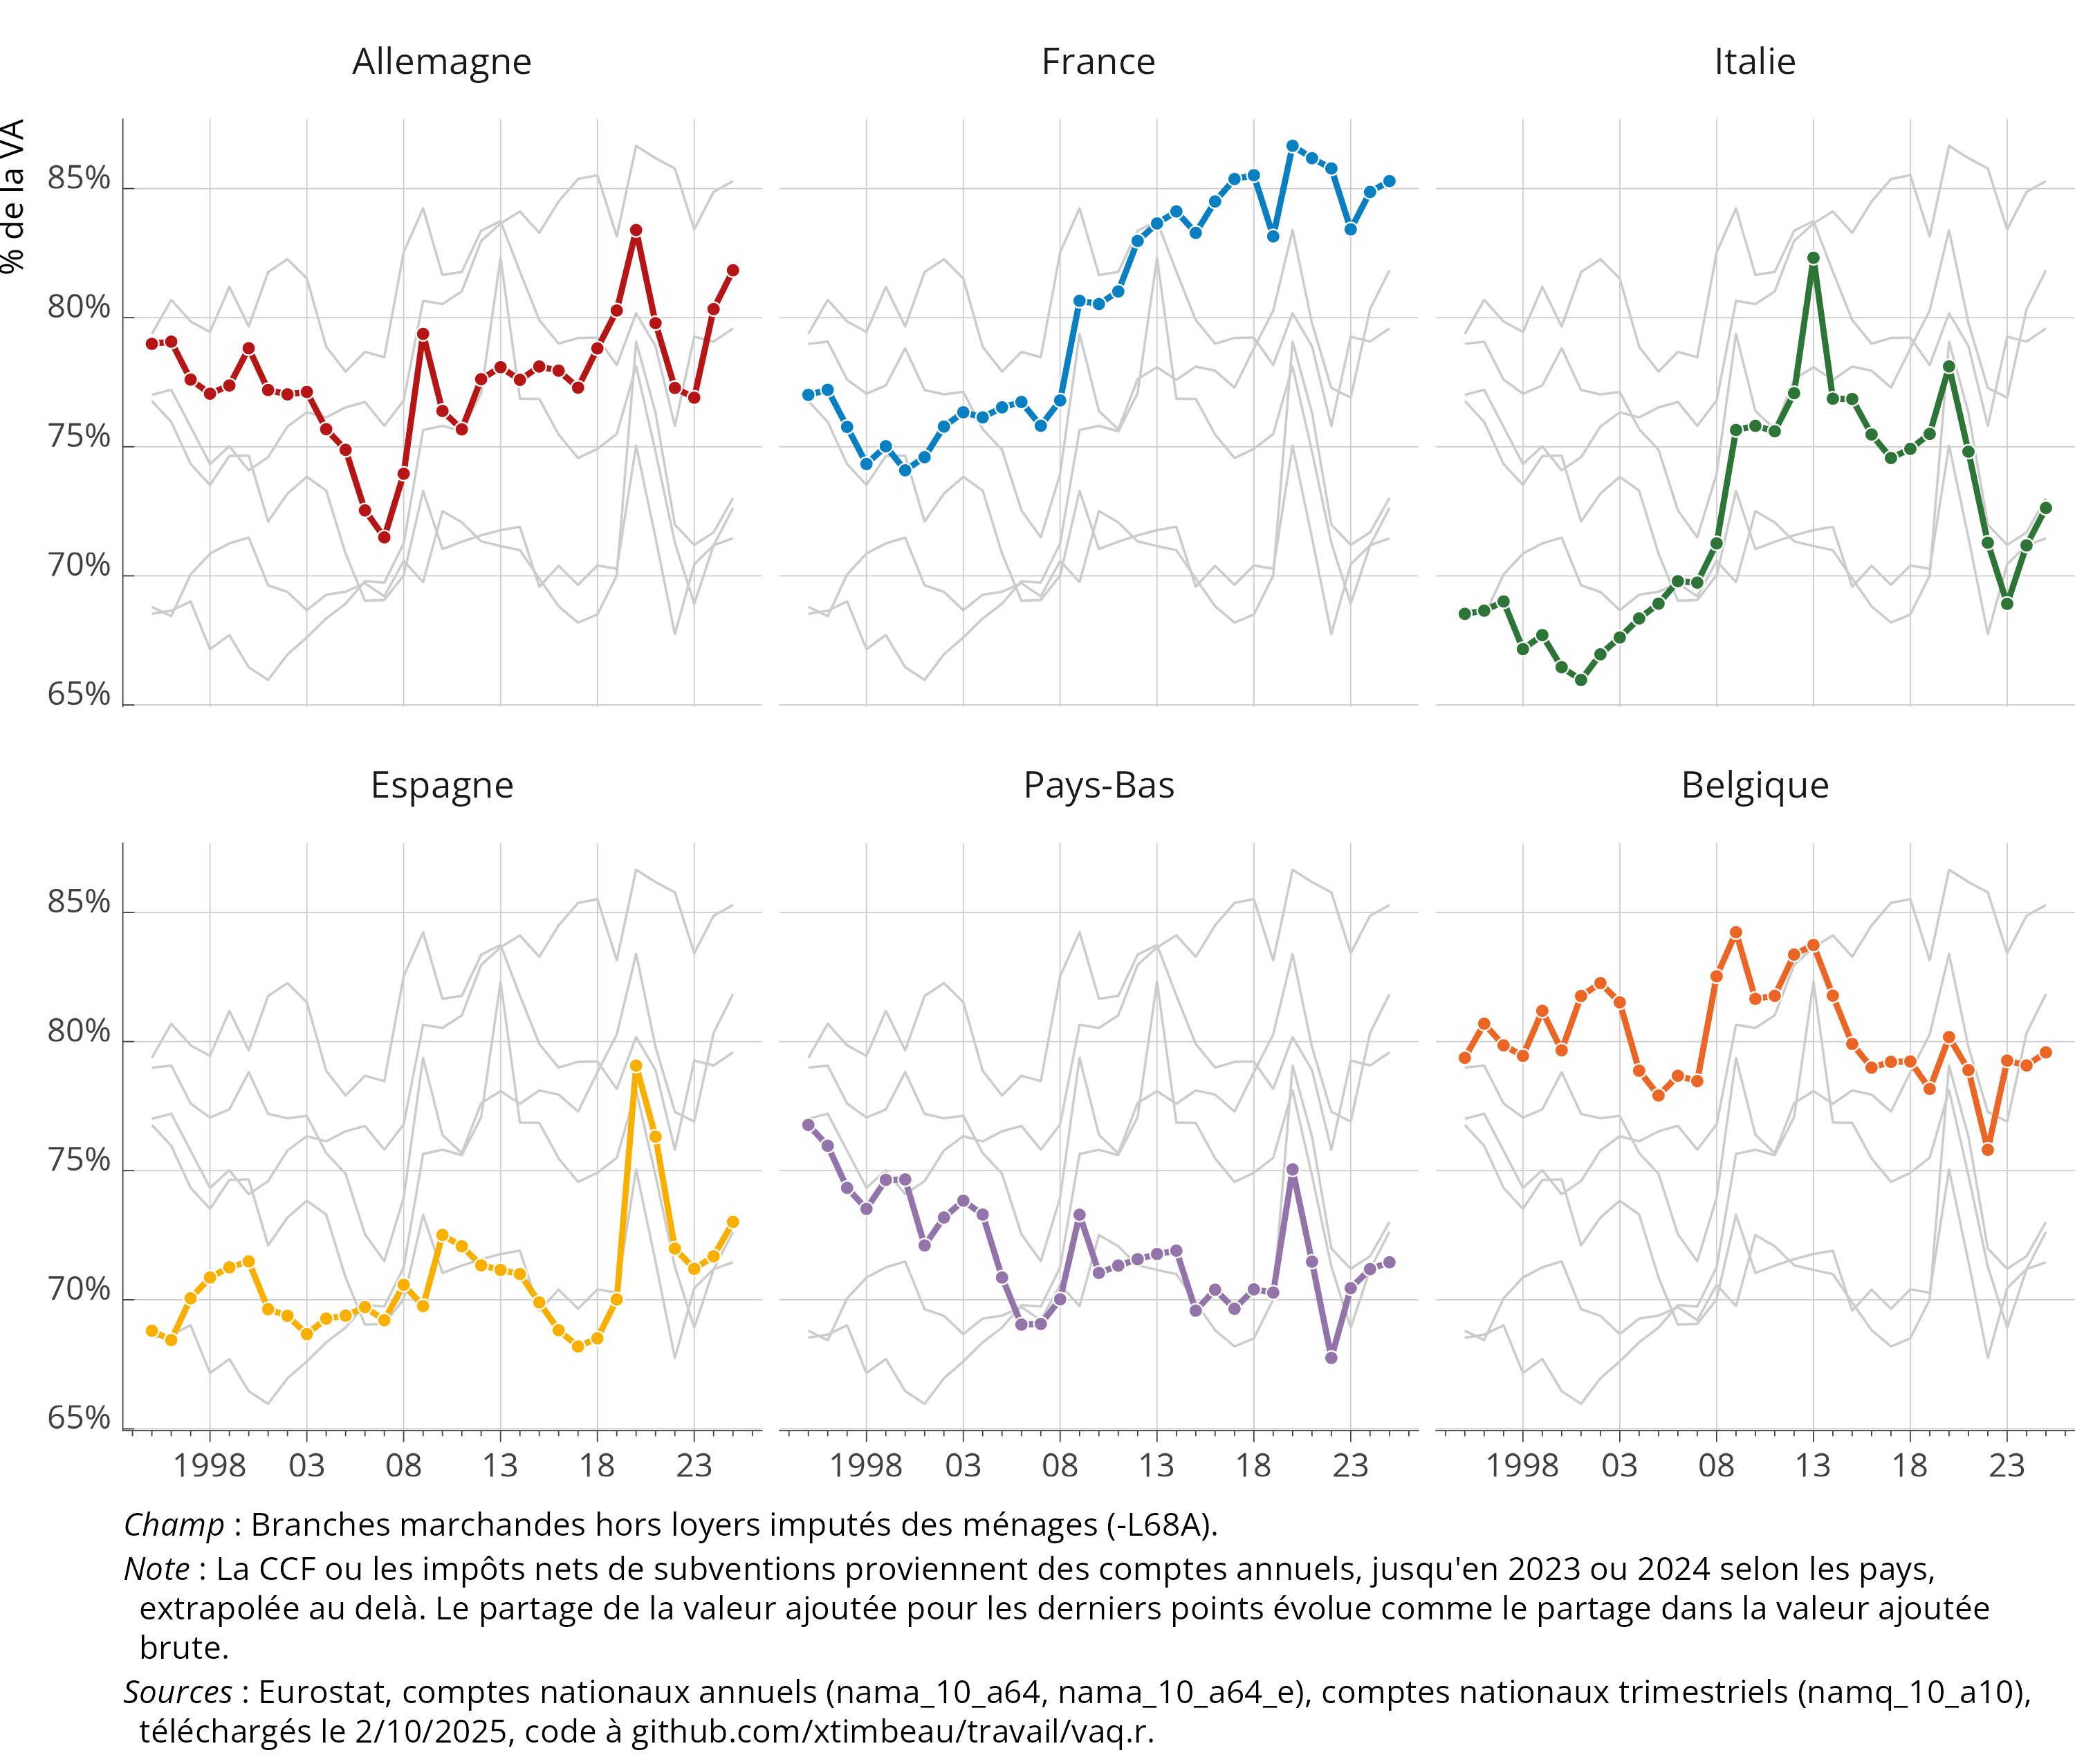 Allemagne
France
Italie
% de la VA
85%
80%
75%
70%
65%
Espagne
Pays-Bas
Belgique
85%
80%
75%
70%
65%
1998 03 08 13 18 23
1998 03 08 13 18 23
1998 03 08 13 18 23
Champ : Branches marchandes hors loyers imputés des ménages (-L68A).
Note : La CCF ou les impôts nets de subventions proviennent des comptes annuels, jusqu'en 2023 ou 2024 selon les pays,
extrapolée au delà. Le partage de la valeur ajoutée pour les derniers points évolue comme le partage dans la valeur ajoutée
brute.
Sources : Eurostat, comptes nationaux annuels (nama_10_a64, nama_10_a64_e), comptes nationaux trimestriels (namq_10_a10),
téléchargés le 2/10/2025, code à github.com/xtimbeau/travail/vaq.r.